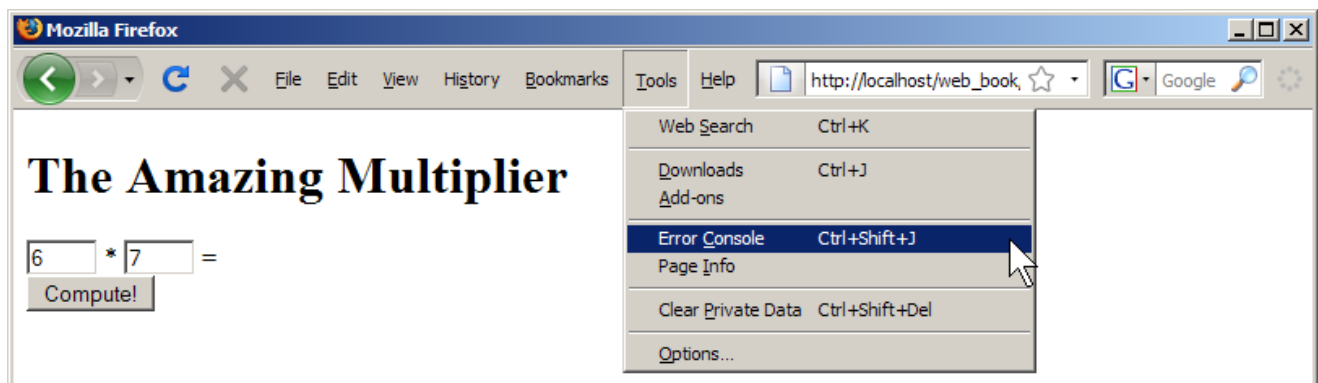 Mozilla Firefox
File Edit View History Bookmarks Tools Help http://localhost/web_book, G Google
Web Search Ctrl+K
Downloads Ctrl+J
Add-ons
Error Console Ctrl+Shift+J
Page Info
Clear Private Data Ctrl+Shift+Del
Options...
The Amazing Multiplier
6 * 7 =
Compute!